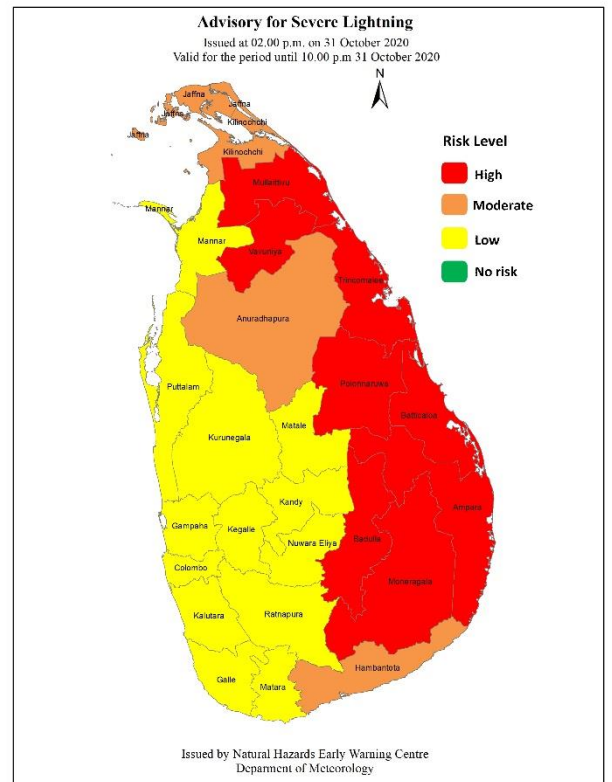 Advisory for Severe Lightning
Issued at 02.00 p.m. on 31 October 2020
Valid for the period until 10.00 p.m 31 October 2020
N
Jaffna
Jaffna
Jaffna
Jaffna
Kilinochchi
Kilinochchi
Risk Level
High
Moderate
Low
No risk
Mullaitivu
Mannar
Mannar
Vavuniya
Trincomalee
Anuradhapura
Puttalam
Polonnaruwa
Batticaloa
Kurunegala
Matale
Kandy
Ampara
Gampaha
Kegalle
Nuwara Eliya
Badulla
Colombo
Monaragala
Kalutara
Ratnapura
Hambantota
Galle
Matara
Issued by Natural Hazards Early Warning Centre
Deparment of Meteorology